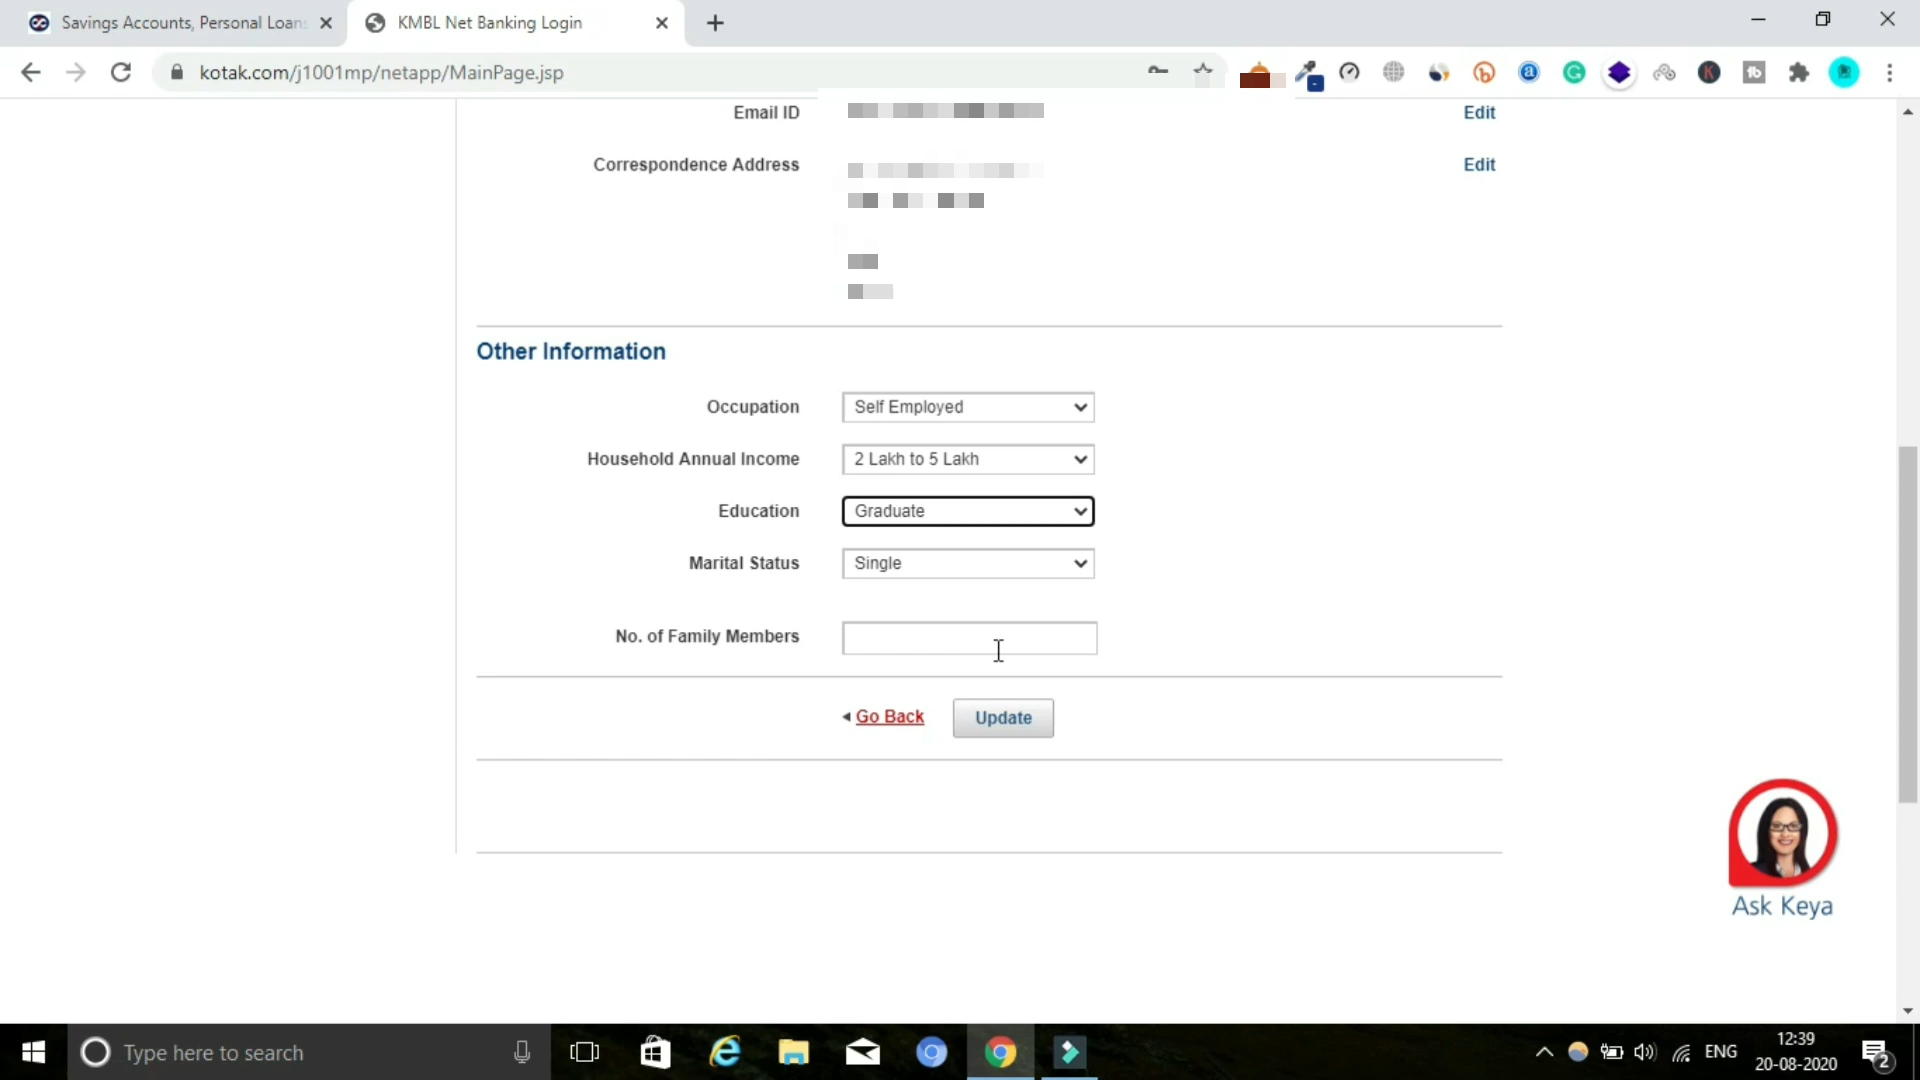 Savings Accounts, Personal Loan
KMBL Net Banking Login
kotak.com/j1001mp/netapp/MainPage.jsp
Email ID
Edit
Correspondence Address
Edit
Other Information
Occupation
Self Employed
Household Annual Income
2 Lakh to 5 Lakh
Education
Graduate
Marital Status
Single
No. of Family Members
Go Back
Update
Ask Keya
Type here to search
ENG
12:39
20-08-2020
2